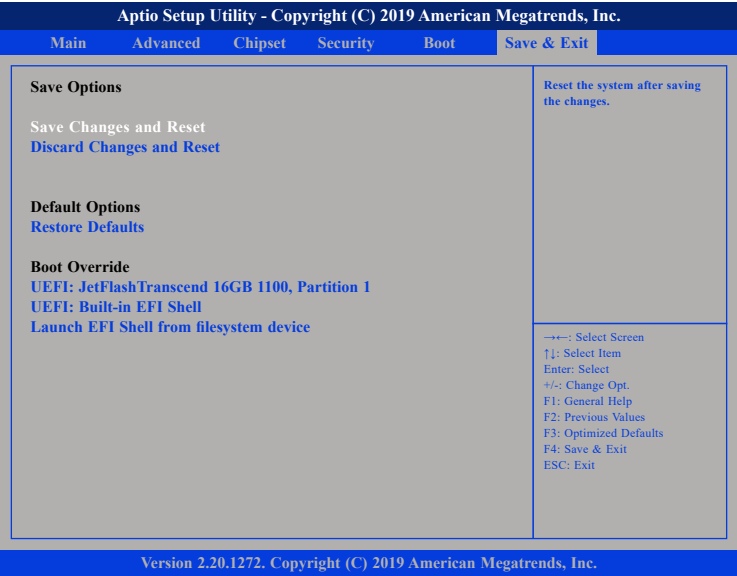 Aptio Setup Utility - Copyright (C) 2019 American Megatrends, Inc.
Main Advanced Chipset Security Boot Save & Exit
Save Options
Save Changes and Reset
Discard Changes and Reset
Default Options
Restore Defaults
Boot Override
UEFI: JetFlashTranscend 16GB 1100, Partition 1
UEFI: Built-in EFI Shell
Launch EFI Shell from filesystem device
Reset the system after saving
the changes.
→←: Select Screen
↑↓: Select Item
Enter: Select
+/-: Change Opt.
F1: General Help
F2: Previous Values
F3: Optimized Defaults
F4: Save & Exit
ESC: Exit
Version 2.20.1272. Copyright (C) 2019 American Megatrends, Inc.